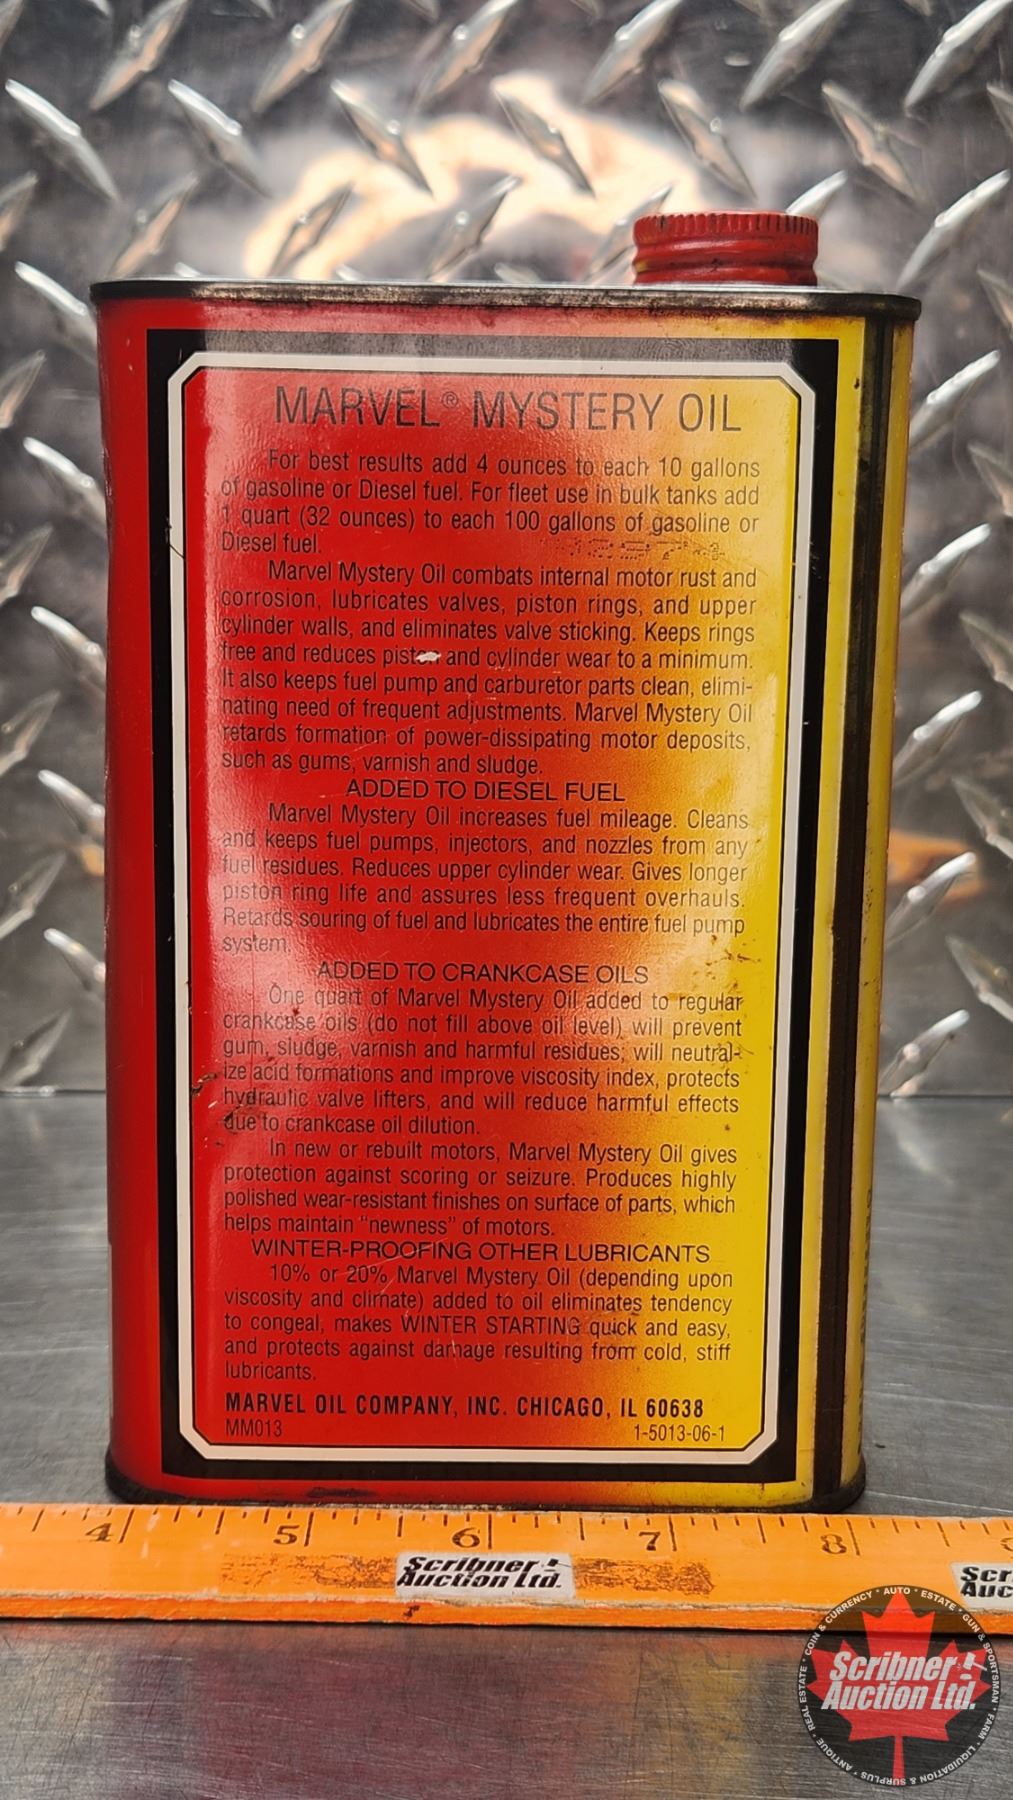 MARVEL® MYSTERY OIL
For best results add 4 ounces to each 10 gallons
of gasoline or Diesel fuel. For fleet use in bulk tanks add
1 quart (32 ounces) to each 100 gallons of gasoline or
Diesel fuel.
Marvel Mystery Oil combats internal motor rust and
corrosion, lubricates valves, piston rings, and upper
cylinder walls, and eliminates valve sticking. Keeps rings
free and reduces piston and cylinder wear to a minimum.
It also keeps fuel pump and carburetor parts clean, elimi-
nating need of frequent adjustments. Marvel Mystery Oil
retards formation of power-dissipating motor deposits,
such as gums, varnish and sludge.
ADDED TO DIESEL FUEL
Marvel Mystery Oil increases fuel mileage. Cleans
and keeps fuel pumps, injectors, and nozzles from any
fuel residues. Reduces upper cylinder wear. Gives longer
piston ring life and assures less frequent overhauls.
Retards souring of fuel and lubricates the entire fuel pump
system.
ADDED TO CRANKCASE OILS
One quart of Marvel Mystery Oil added to regular
crankcase oils (do not fill above oil level) will prevent
gum, sludge, varnish and harmful residues; will neutral-
ize acid formations and improve viscosity index, protects
hydraulic valve lifters, and will reduce harmful effects
due to crankcase oil dilution.
In new or rebuilt motors, Marvel Mystery Oil gives
protection against scoring or seizure. Produces highly
polished wear-resistant finishes on surface of parts, which
helps maintain "newness" of motors.
WINTER-PROOFING OTHER LUBRICANTS
10% or 20% Marvel Mystery Oil (depending upon
viscosity and climate) added to oil eliminates tendency
to congeal, makes WINTER STARTING quick and easy,
and protects against damage resulting from cold, stiff
lubricants.
MARVEL OIL COMPANY, INC. CHICAGO, IL 60638
MM013 1-5013-06-1
4 5 6 7 8
Scribner
Auction Ltd.
Scr
Auc
COIN & CURRENCY · AUTO · ESTATE · GUN & SPORTSMAN · FARM · LIQUIDATION & SURPLUS · ANTIQUE · REAL ESTATE
Scribner
Auction Ltd.